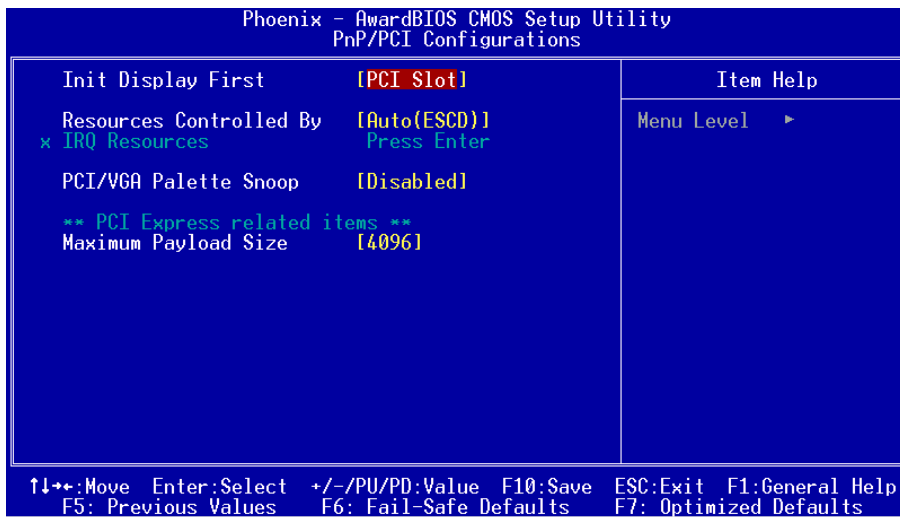 Phoenix - AwardBIOS CMOS Setup Utility
PnP/PCI Configurations
Init Display First [PCI Slot]
Item Help
Resources Controlled By [Auto(ESCD)]
Menu Level ►
x IRQ Resources Press Enter
PCI/VGA Palette Snoop [Disabled]
** PCI Express related items **
Maximum Payload Size [4096]
↑↓→←:Move Enter:Select +/-/PU/PD:Value F10:Save ESC:Exit F1:General Help
F5: Previous Values F6: Fail-Safe Defaults F7: Optimized Defaults